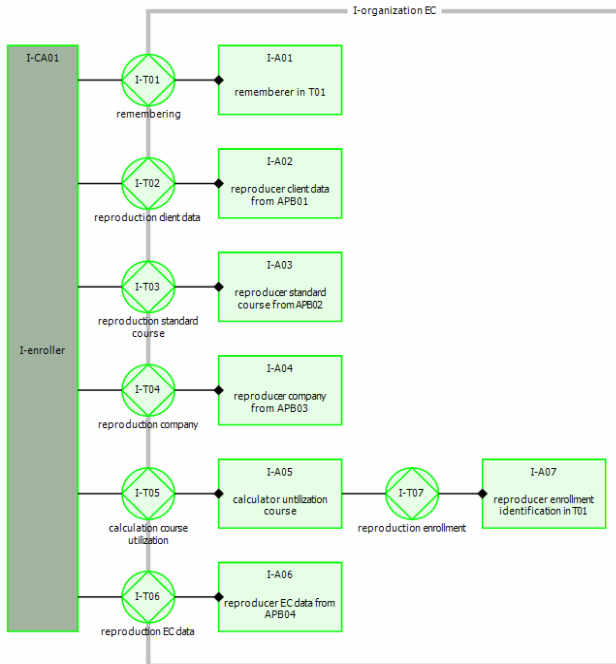 I-organization EC
I-CA01
I-enroller
I-T01
remembering
I-A01
rememberer in T01
I-T02
reproduction client data
I-A02
reproducer client data
from APB01
I-T03
reproduction standard
course
I-A03
reproducer standard
course from APB02
I-T04
reproduction company
I-A04
reproducer company
from APB03
I-T05
calculation course
utilization
I-A05
calculator untilization
course
I-T07
reproduction enrollment
I-A07
reproducer enrollment
identification in T01
I-T06
reproduction EC data
I-A06
reproducer EC data from
APB04